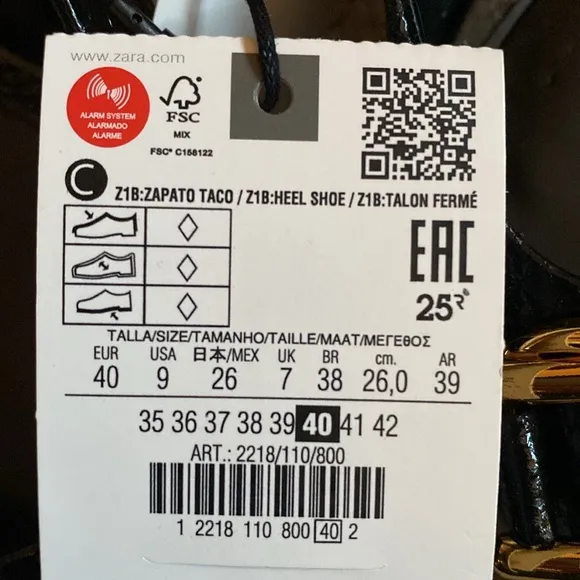 www.zara.com
ALARM SYSTEM
ALARMADO
ALARME
FSC
MIX
FSC® C158122
C
Z1B:ZAPATO TACO / Z1B:HEEL SHOE / Z1B:TALON FERMÉ
EAC
25R
TALLA/SIZE/TAMANHO/TAILLE/MAAT/ΜΕΓΕΘΟΣ
EUR USA 日本/MEX UK BR cm. AR
40 9 26 7 38 26,0 39
35 36 37 38 39 40 41 42
ART.: 2218/110/800
1 2218 110 800 40 2